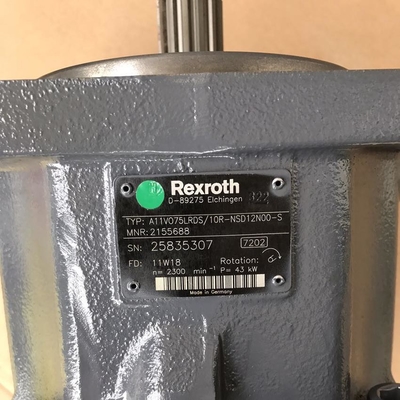 Rexroth
D-89275 Elchingen 822
TYP: A11VO75LRDS/10R-NSD12N00-S
MNR: 2155688
SN: 25835307 7202
FD: 11W18 Rotation:
n= 2300 min⁻¹ P= 43 kW
Made in Germany